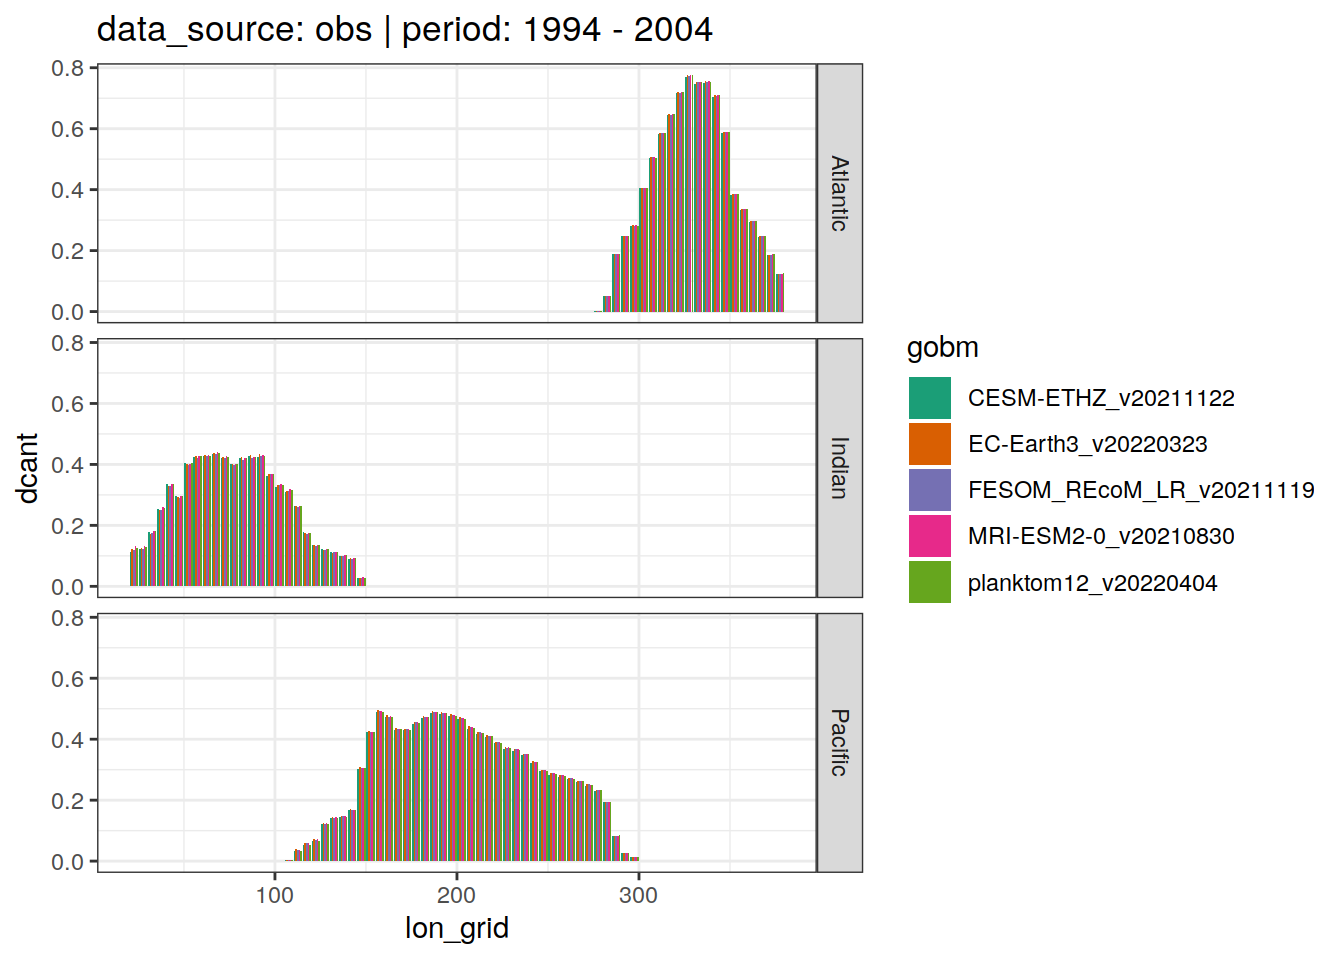 data_source: obs | period: 1994 - 2004
0.8
0.6
0.4
0.2
0.0
Atlantic
0.8
0.6
0.4
0.2
0.0
Indian
0.8
0.6
0.4
0.2
0.0
Pacific
dcant
100
200
300
lon_grid
gobm
CESM-ETHZ_v20211122
EC-Earth3_v20220323
FESOM_REcoM_LR_v20211119
MRI-ESM2-0_v20210830
planktom12_v20220404